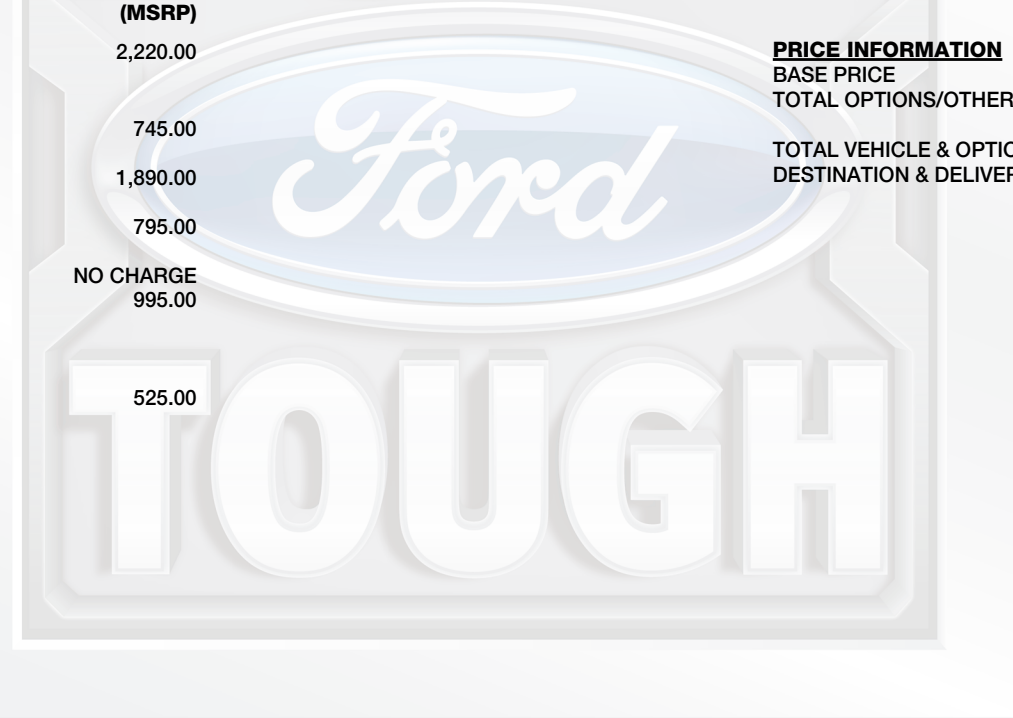 (MSRP)
2,220.00
745.00
1,890.00
795.00
NO CHARGE
995.00
525.00
PRICE INFORMATION
BASE PRICE
TOTAL OPTIONS/OTHER
TOTAL VEHICLE & OPTIO
DESTINATION & DELIVER
Ford
TOUGH